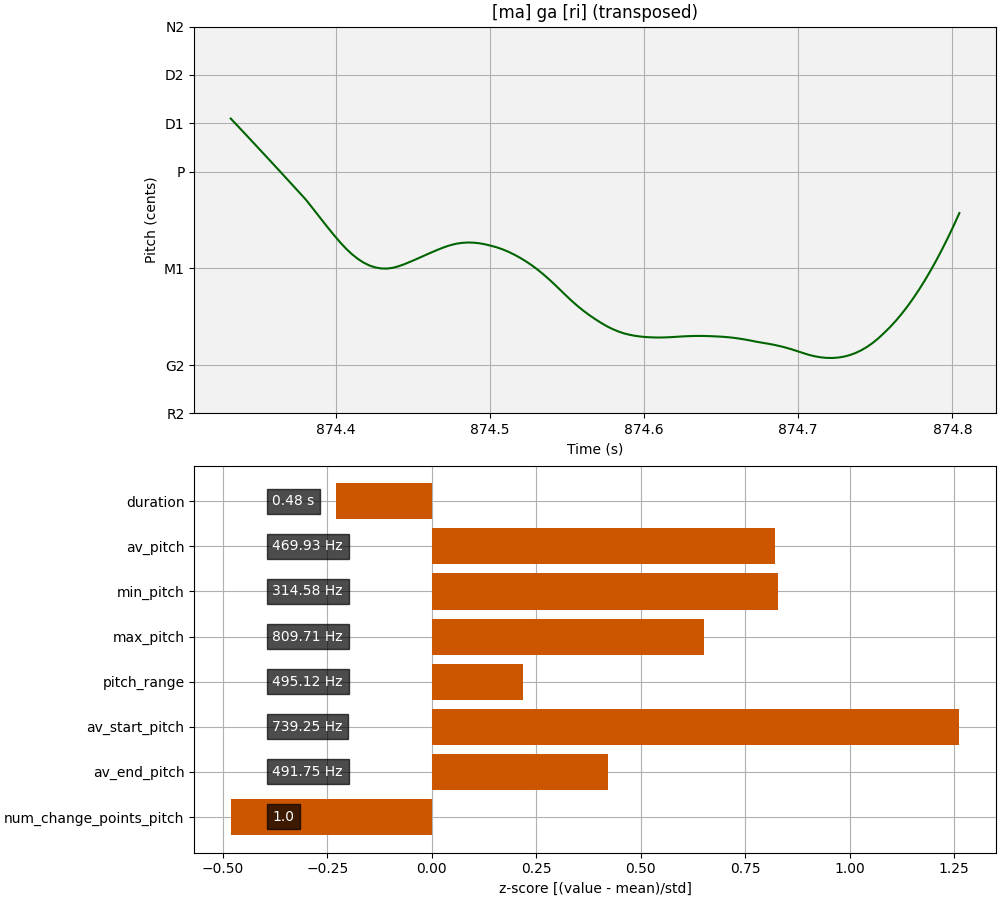 [ma] ga [ri] (transposed)
N2
D2
D1
P
M1
G2
R2
Pitch (cents)
874.4 874.5 874.6 874.7 874.8
Time (s)
duration 0.48 s
av_pitch 469.93 Hz
min_pitch 314.58 Hz
max_pitch 809.71 Hz
pitch_range 495.12 Hz
av_start_pitch 739.25 Hz
av_end_pitch 491.75 Hz
num_change_points_pitch 1.0
−0.50 −0.25 0.00 0.25 0.50 0.75 1.00 1.25
z-score [(value - mean)/std]